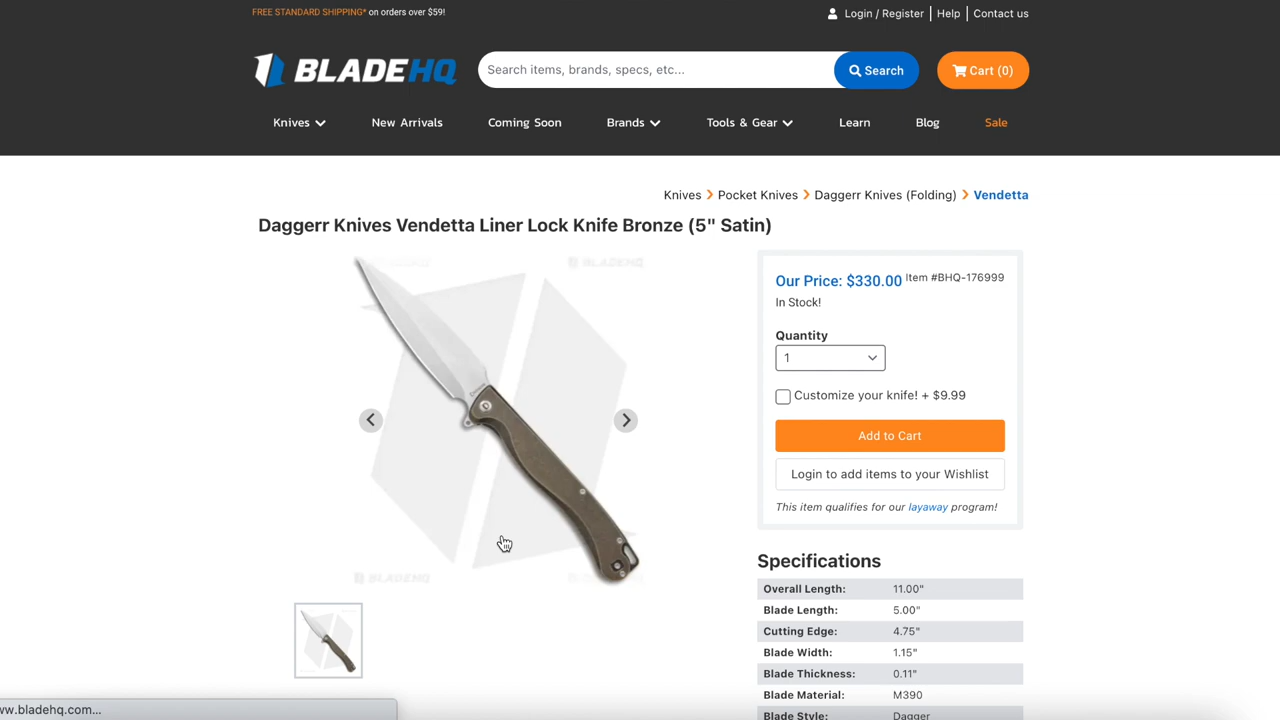 FREE STANDARD SHIPPING* on orders over $59!
Login / Register Help Contact us
BLADEHQ
Search items, brands, specs, etc...
Search
Cart (0)
Knives New Arrivals Coming Soon Brands Tools & Gear Learn Blog Sale
Knives Pocket Knives Daggerr Knives (Folding) Vendetta
Daggerr Knives Vendetta Liner Lock Knife Bronze (5" Satin)
BLADEHQ BLADEHQ
Our Price: $330.00 Item #BHQ-176999
In Stock!
Quantity
1
Customize your knife! + $9.99
Add to Cart
Login to add items to your Wishlist
This item qualifies for our layaway program!
BLADEHQ
Specifications
Overall Length: 11.00"
Blade Length: 5.00"
Cutting Edge: 4.75"
Blade Width: 1.15"
Blade Thickness: 0.11"
Blade Material: M390
Blade Style: Dagger
ww.bladehq.com...